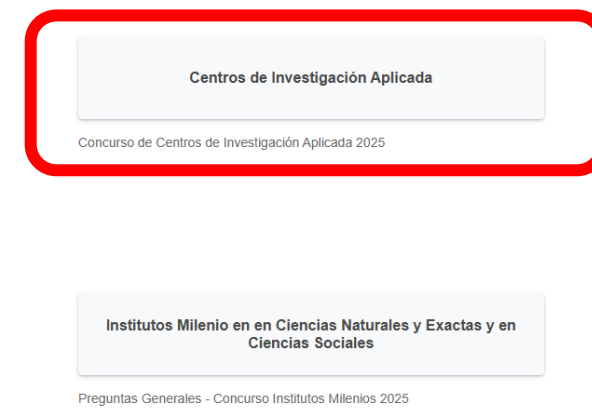 Centros de Investigación Aplicada
Concurso de Centros de Investigación Aplicada 2025
Institutos Milenio en en Ciencias Naturales y Exactas y en
Ciencias Sociales
Preguntas Generales - Concurso Institutos Milenios 2025